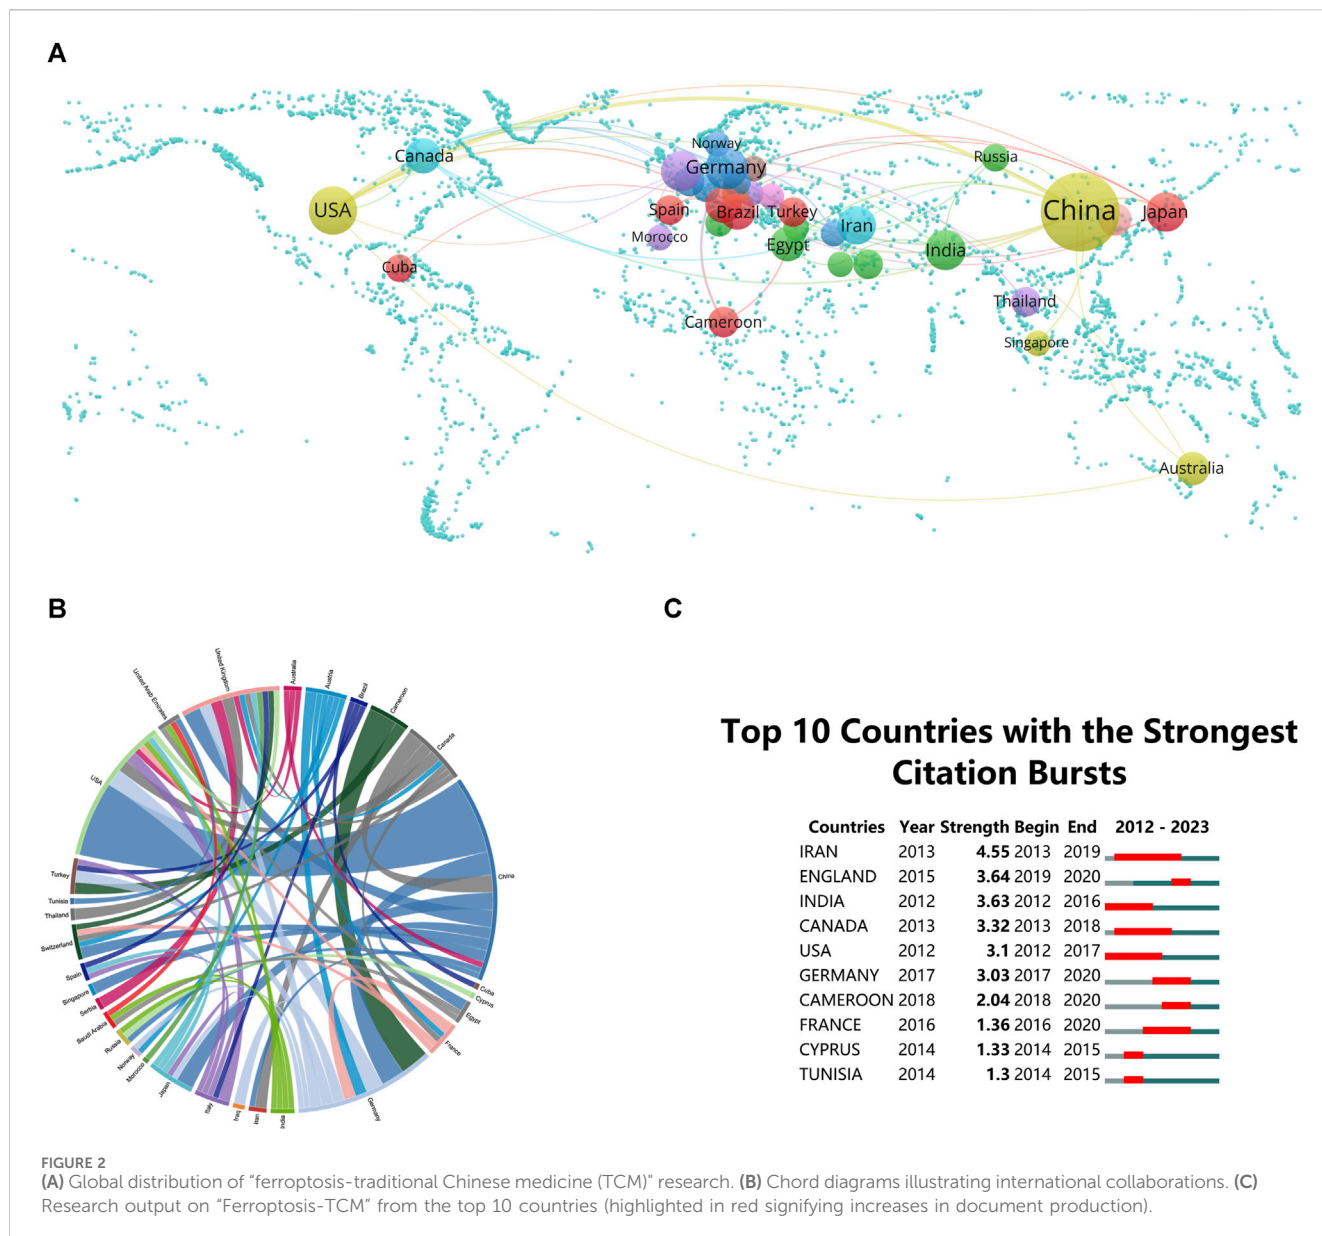 A
Norway
Canada
Germany
Russia
USA
Spain
Brazil
Turkey
China
Japan
Morocco
Iran
Egypt
India
Cuba
Thailand
Cameroon
Singapore
Australia
B
C
United Arab Emirates
United Kingdom
Australia
Austria
Brazil
Cameroon
Canada
USA
China
Turkey
Tunisia
Thailand
Switzerland
Spain
Singapore
Serbia
Saudi Arabia
Russia
Norway
Morocco
Japan
Italy
Iraq
Iran
India
Germany
France
Egypt
Cyprus
Cuba
Top 10 Countries with the Strongest
Citation Bursts
Countries Year Strength Begin End 2012 - 2023
IRAN 2013 4.55 2013 2019
ENGLAND 2015 3.64 2019 2020
INDIA 2012 3.63 2012 2016
CANADA 2013 3.32 2013 2018
USA 2012 3.1 2012 2017
GERMANY 2017 3.03 2017 2020
CAMEROON 2018 2.04 2018 2020
FRANCE 2016 1.36 2016 2020
CYPRUS 2014 1.33 2014 2015
TUNISIA 2014 1.3 2014 2015
FIGURE 2
(A) Global distribution of “ferroptosis-traditional Chinese medicine (TCM)" research. (B) Chord diagrams illustrating international collaborations. (C)
Research output on “Ferroptosis-TCM” from the top 10 countries (highlighted in red signifying increases in document production).